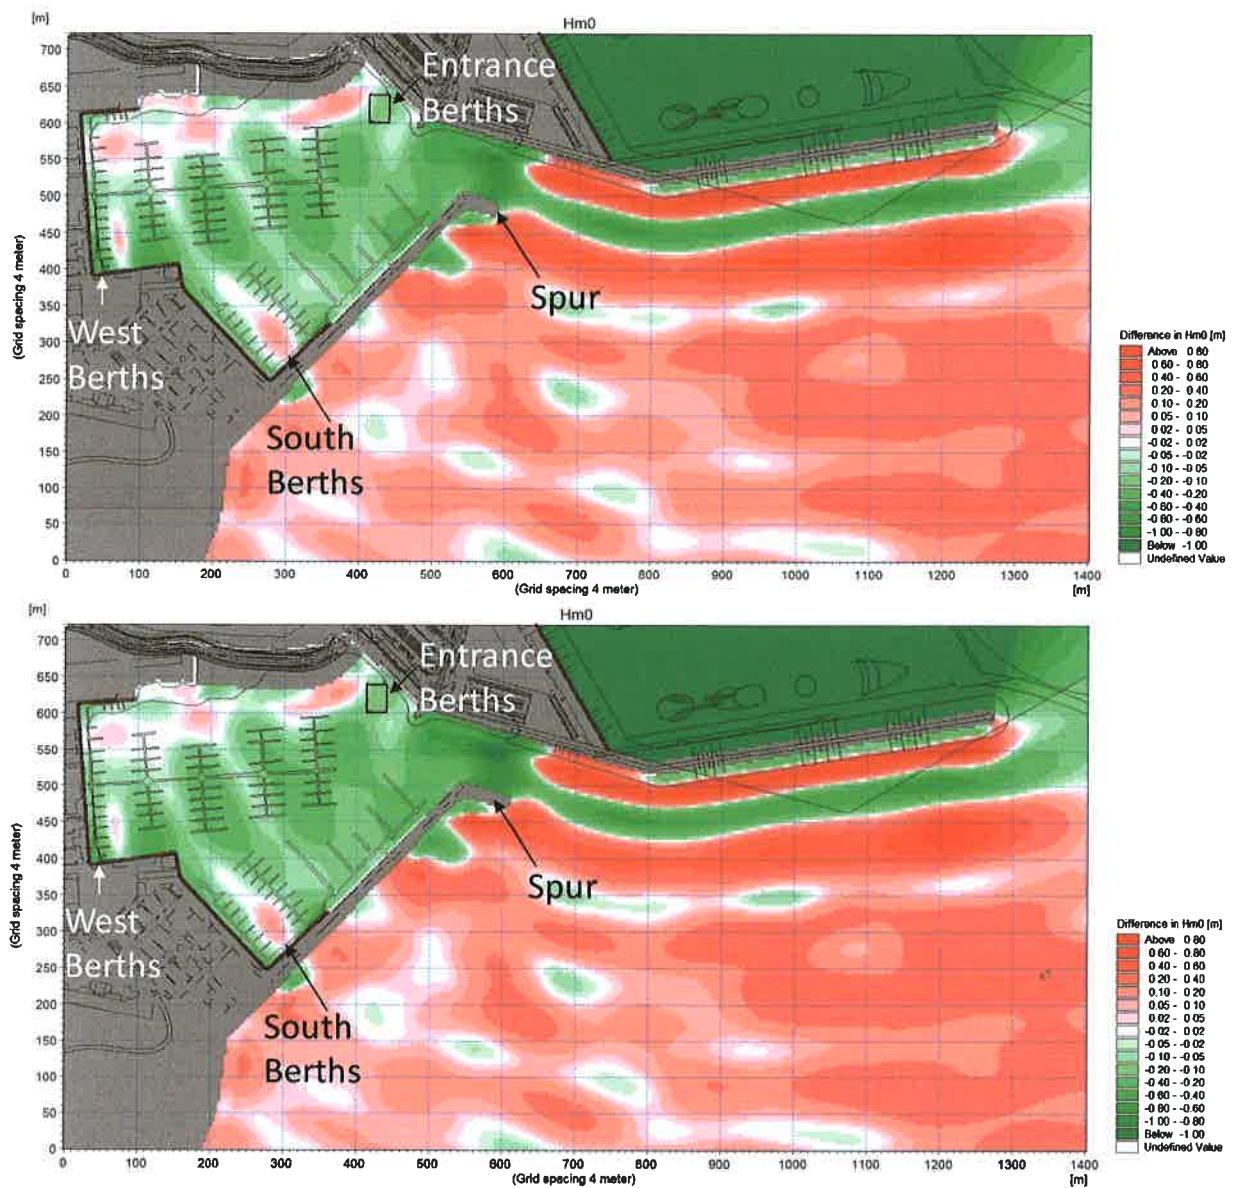 Hm0
[m]
700
650
600
550
500
450
400
350
300
250
200
150
100
50
0
(Grid spacing 4 meter)
Entrance
Berths
Spur
West
Berths
South
Berths
0 100 200 300 400 500 600 700 800 900 1000 1100 1200 1300 1400
(Grid spacing 4 meter) [m]
Difference in Hm0 [m]
Above 0 80
0 60 - 0 80
0 40 - 0 60
0 20 - 0 40
0 10 - 0 20
0 05 - 0 10
0 02 - 0 05
-0 02 - 0 02
-0 05 - -0 02
-0 10 - -0 05
-0 20 - -0 10
-0 40 - -0.20
-0 60 - -0 40
-0 80 - -0 60
-1 00 - -0 80
Below -1 00
Undefined Value
Hm0
[m]
700
650
600
550
500
450
400
350
300
250
200
150
100
50
0
(Grid spacing 4 meter)
Entrance
Berths
Spur
West
Berths
South
Berths
0 100 200 300 400 500 600 700 800 900 1000 1100 1200 1300 1400
(Grid spacing 4 meter) [m]
Difference in Hm0 [m]
Above 0 80
0 60 - 0 80
0 40 - 0 60
0 20 - 0 40
0 10 - 0 20
0 05 - 0 10
0 02 - 0 05
-0 02 - 0 02
-0 05 - -0 02
-0 10 - -0 05
-0 20 - -0 10
-0 40 - -0 20
-0 60 - -0.40
-0 80 - -0.60
-1 00 - -0 80
Below -1 00
Undefined Value